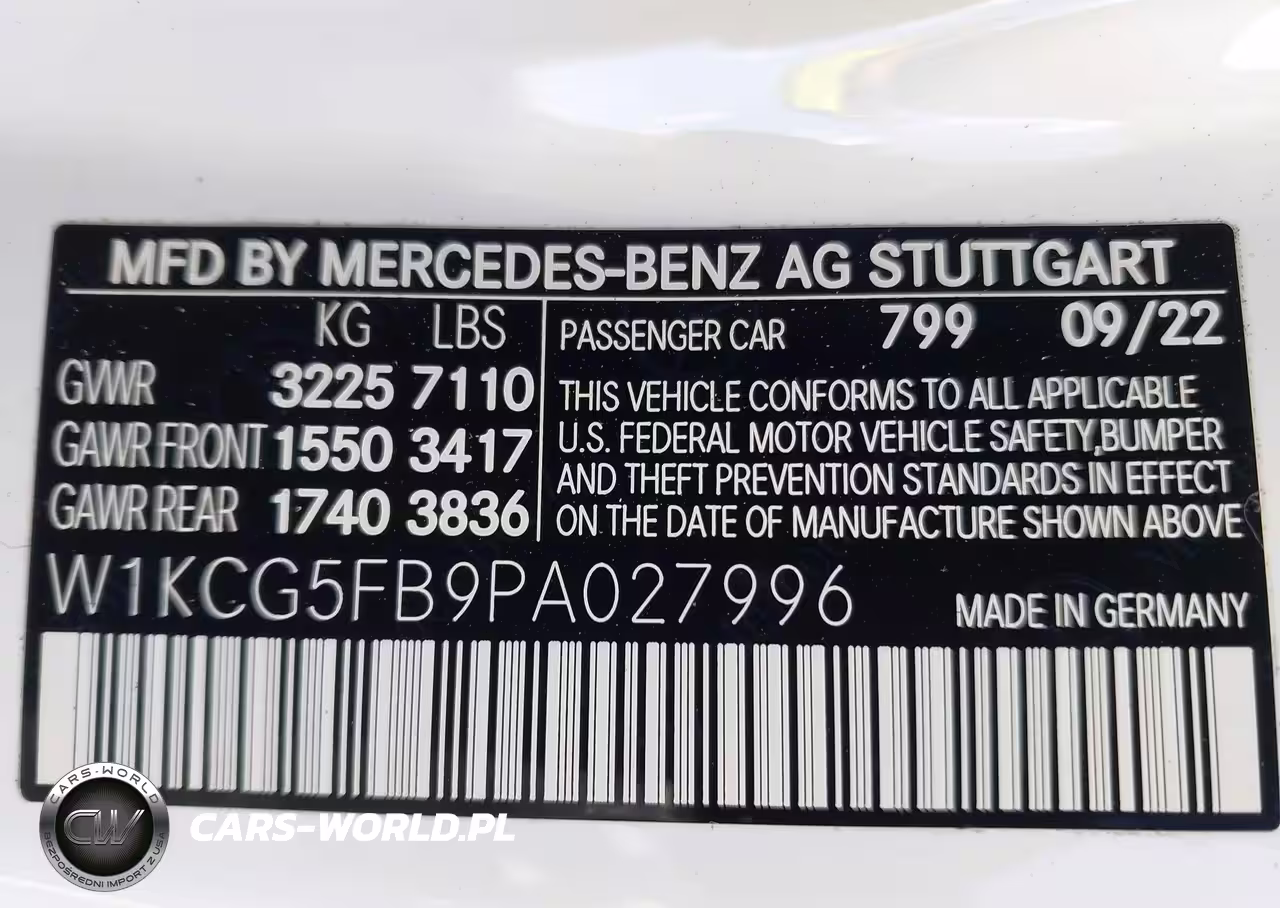 MFD BY MERCEDES-BENZ AG STUTTGART
KG LBS
GVWR 3225 7110
GAWR FRONT 1550 3417
GAWR REAR 1740 3836
PASSENGER CAR 799 09/22
THIS VEHICLE CONFORMS TO ALL APPLICABLE
U.S. FEDERAL MOTOR VEHICLE SAFETY,BUMPER
AND THEFT PREVENTION STANDARDS IN EFFECT
ON THE DATE OF MANUFACTURE SHOWN ABOVE
W1KCG5FB9PA027996
MADE IN GERMANY
CARS-WORLD
CW
BEZPOŚREDNI IMPORT Z USA
CARS-WORLD.PL